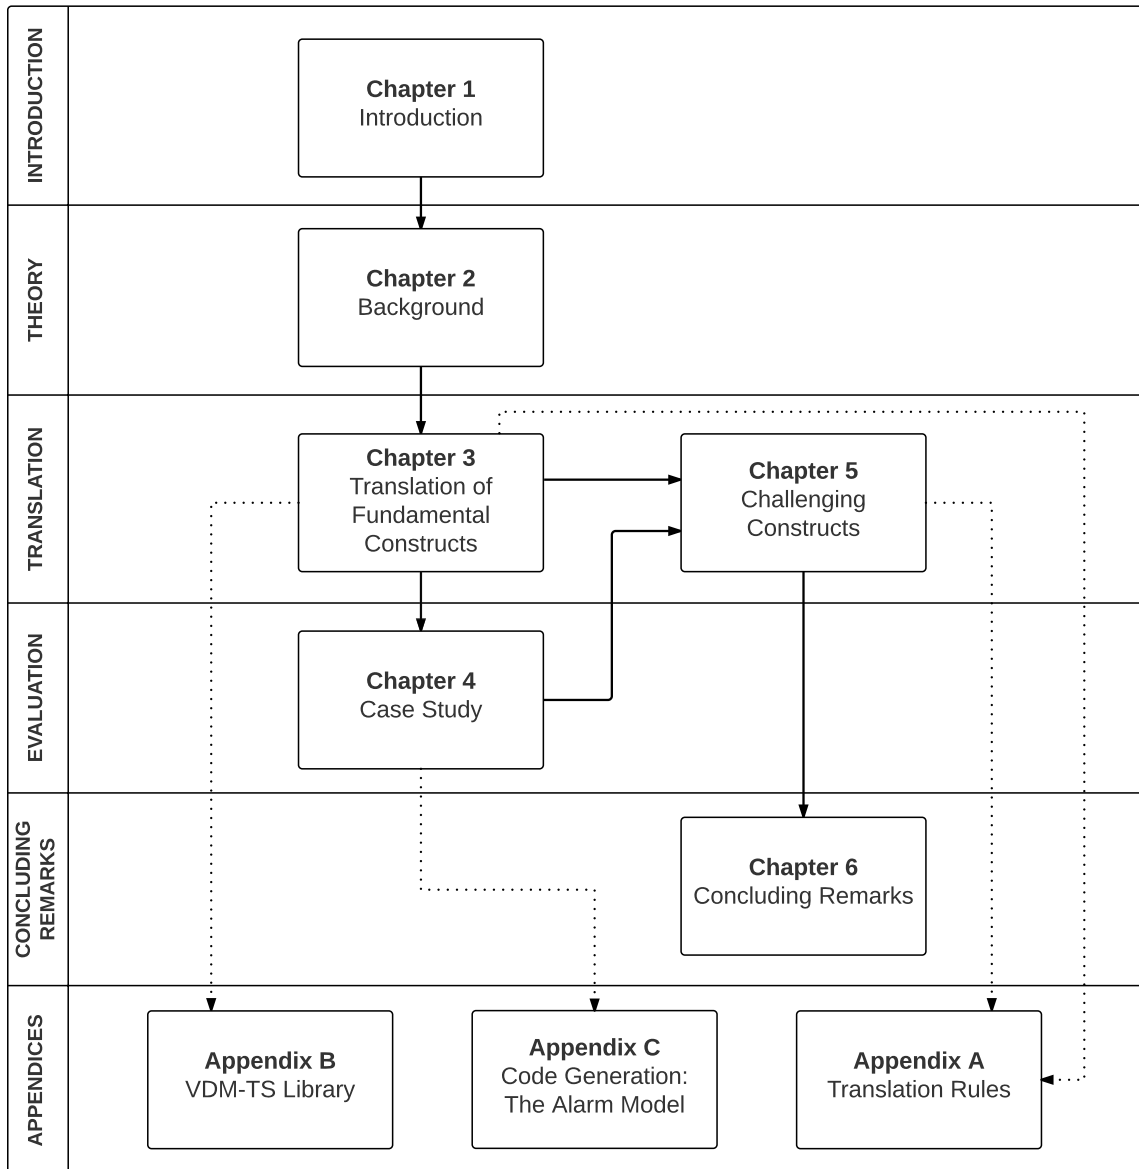 INTRODUCTION
Chapter 1
Introduction
THEORY
Chapter 2
Background
TRANSLATION
Chapter 3
Translation of
Fundamental
Constructs
Chapter 5
Challenging
Constructs
EVALUATION
Chapter 4
Case Study
CONCLUDING
REMARKS
Chapter 6
Concluding Remarks
APPENDICES
Appendix B
VDM-TS Library
Appendix C
Code Generation:
The Alarm Model
Appendix A
Translation Rules